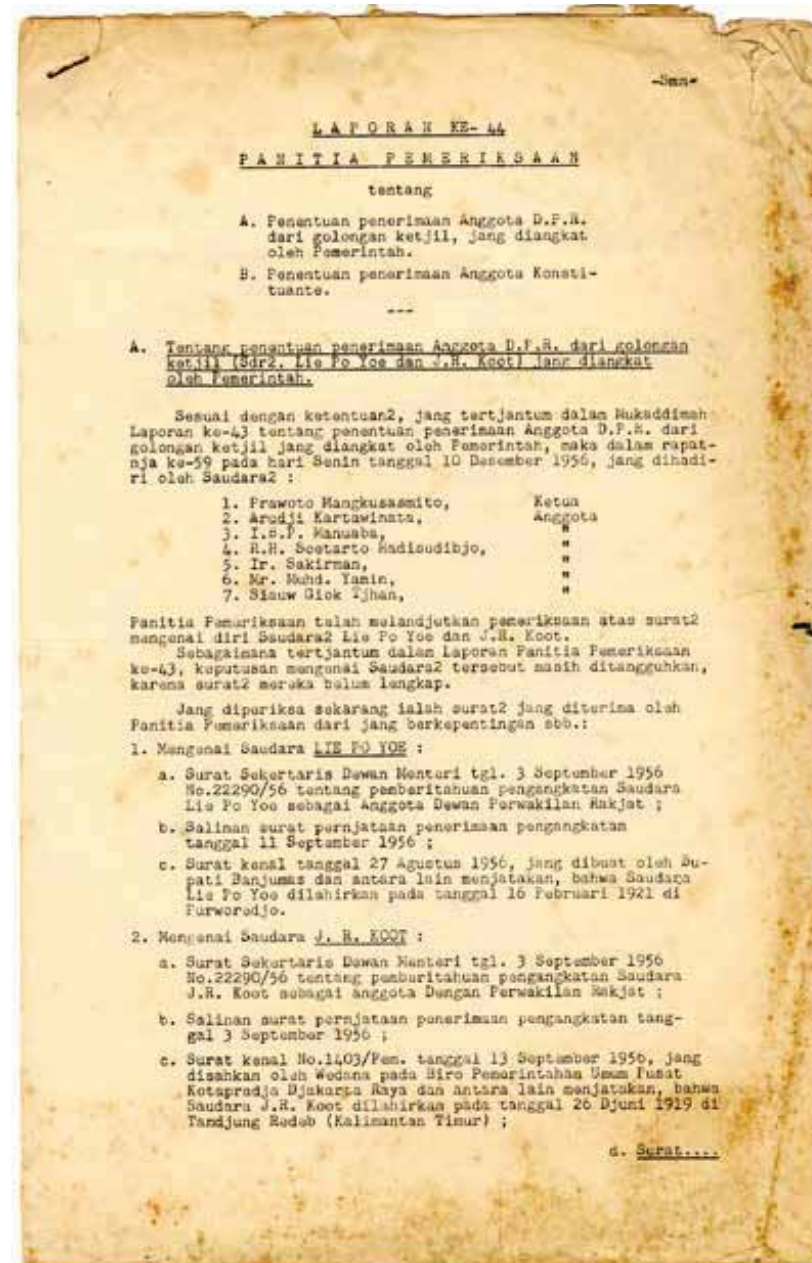 -Smn-
LAPORAN KE- 44
PANITIA PEMERIKSAAN
tentang
A. Penentuan penerimaan Anggota D.P.R.
dari golongan ketjil, jang diangkat
oleh Pemerintah.
B. Penentuan penerimaan Anggota Konsti-
tuante.
---
A. Tentang penentuan penerimaan Anggota D.P.R. dari golongan
ketjil (Sdr2. Lie Po Yoe dan J.R. Koot) jang diangkat
oleh Pemerintah.
Sesuai dengan ketentuan2, jang tertjantum dalam Mukaddimah
Laporan ke-43 tentang penentuan penerimaan Anggota D.P.R. dari
golongan ketjil jang diangkat oleh Pemerintah, maka dalam rapat-
nja ke-59 pada hari Senin tanggal 10 Desember 1956, jang dihadi-
ri oleh Saudara2 :
1. Prawoto Mangkusasmito, Ketua
2. Arudji Kartawinata, Anggota
3. I.B.P. Manuaba, "
4. R.H. Soetarto Hadisudibjo, "
5. Ir. Sakirman, "
6. Mr. Muhd. Yamin, "
7. Siauw Giok Tjhan, "
Panitia Pemeriksaan telah melandjutkan pemeriksaan atas surat2
mengenai diri Saudara2 Lie Po Yoe dan J.R. Koot.
Sebagaimana tertjantum dalam Laporan Panitia Pemeriksaan
ke-43, keputusan mengenai Saudara2 tersebut masih ditangguhkan,
karena surat2 mereka belum lengkap.
Jang diperiksa sekarang ialah surat2 jang diterima oleh
Panitia Pemeriksaan dari jang berkepentingan sbb.:
1. Mengenai Saudara LIE PO YOE :
a. Surat Sekertaris Dewan Menteri tgl. 3 September 1956
No.22290/56 tentang pemberitahuan pengangkatan Saudara
Lie Po Yoe sebagai Anggota Dewan Perwakilan Rakjat ;
b. Salinan surat pernjataan penerimaan pengangkatan
tanggal 11 September 1956 ;
c. Surat kenal tanggal 27 Agustus 1956, jang dibuat oleh Bu-
pati Banjumas dan antara lain menjatakan, bahwa Saudara
Lie Po Yoe dilahirkan pada tanggal 16 Pebruari 1921 di
Purworedjo.
2. Mengenai Saudara J. R. KOOT :
a. Surat Sekertaris Dewan Menteri tgl. 3 September 1956
No.22290/56 tentang pemberitahuan pengangkatan Saudara
J.R. Koot sebagai anggota Dengan Perwakilan Rakjat ;
b. Salinan surat pernjataan penerimaan pengangkatan tang-
gal 3 September 1956 ;
c. Surat kenal No.1403/Pem. tanggal 13 September 1956, jang
disahkan oleh Wedana pada Biro Pemerintahan Umum Pusat
Kotapradja Djakarta Raya dan antara lain menjatakan, bahwa
Saudara J.R. Koot dilahirkan pada tanggal 26 Djuni 1919 di
Tandjung Redeb (Kalimantan Timur) ;
d. Surat....